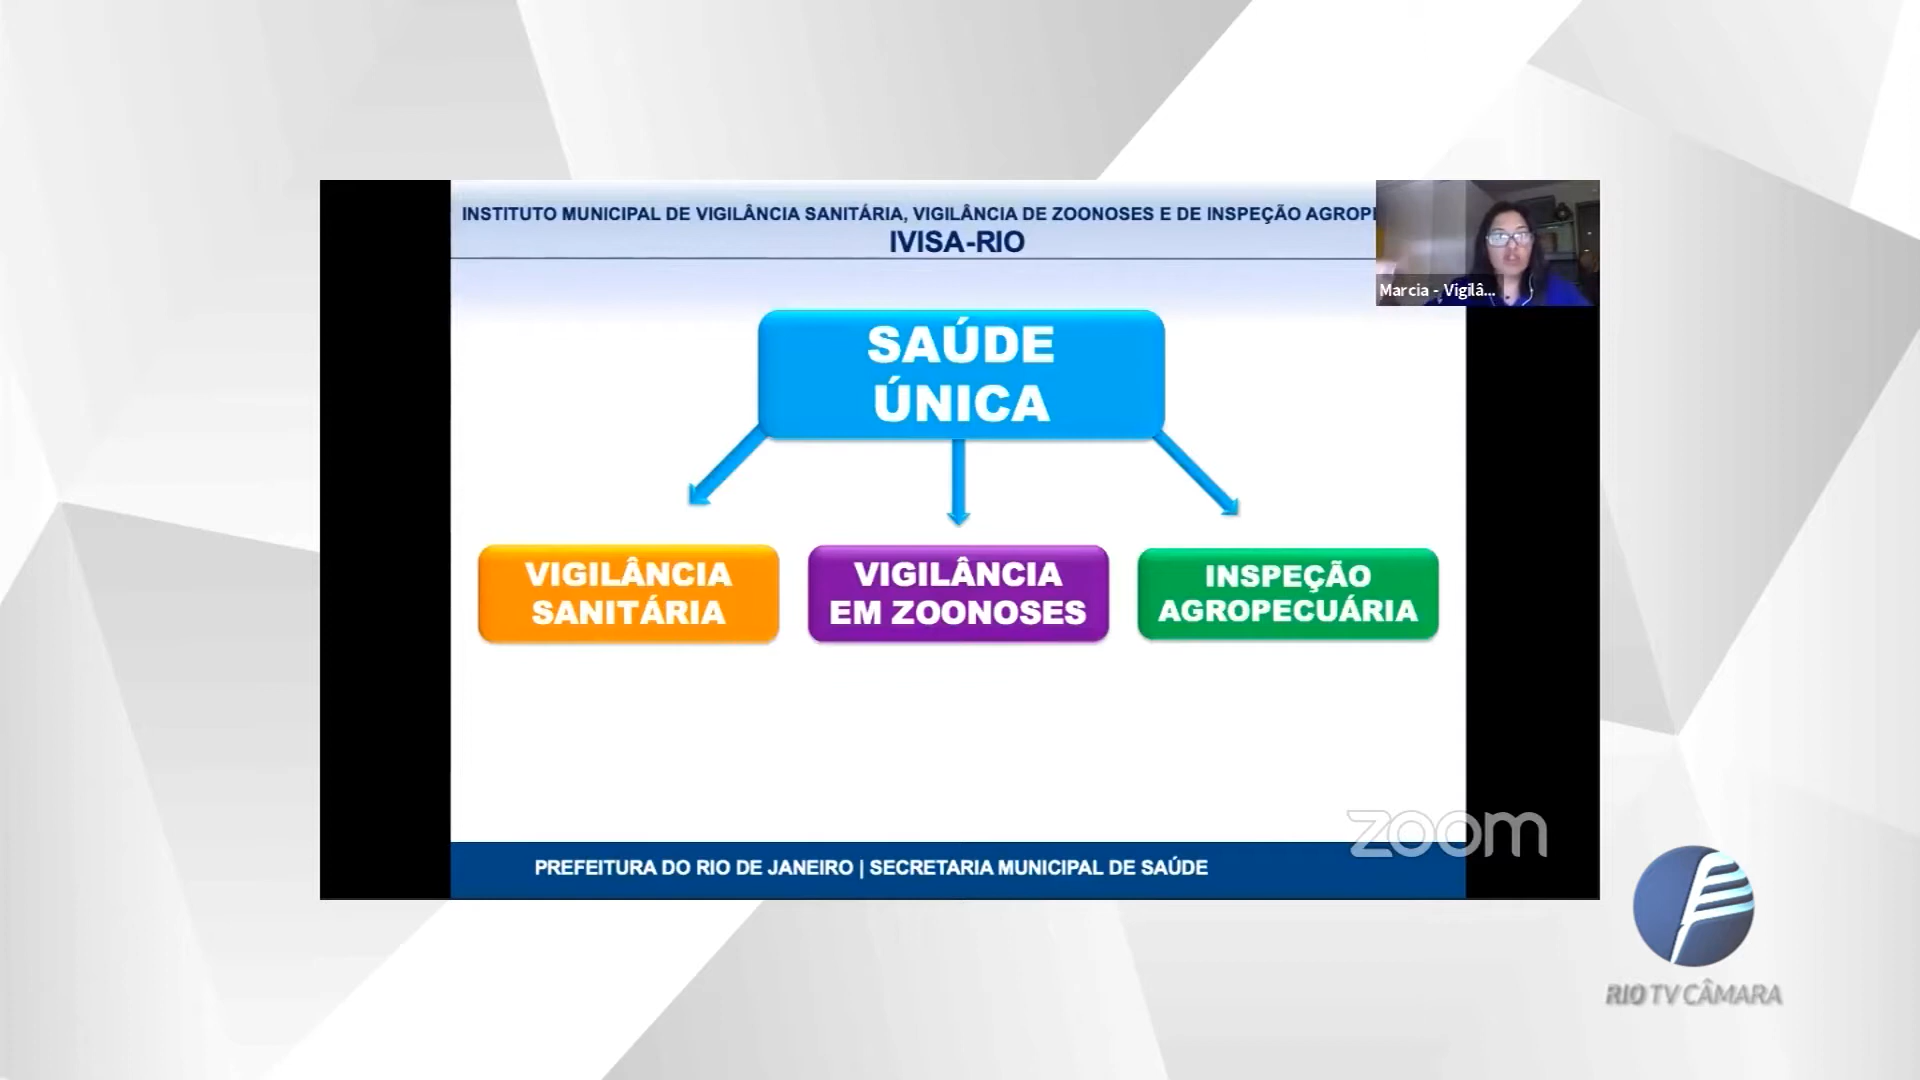 INSTITUTO MUNICIPAL DE VIGILÂNCIA SANITÁRIA, VIGILÂNCIA DE ZOONOSES E DE INSPEÇÃO
IVISA-RIO
Marcia - Vigilâ...
SAÚDE
ÚNICA
VIGILÂNCIA
SANITÁRIA
VIGILÂNCIA
EM ZOONOSES
INSPEÇÃO
AGROPECUÁRIA
zoom
PREFEITURA DO RIO DE JANEIRO | SECRETARIA MUNICIPAL DE SAÚDE
RIO TV CÂMARA